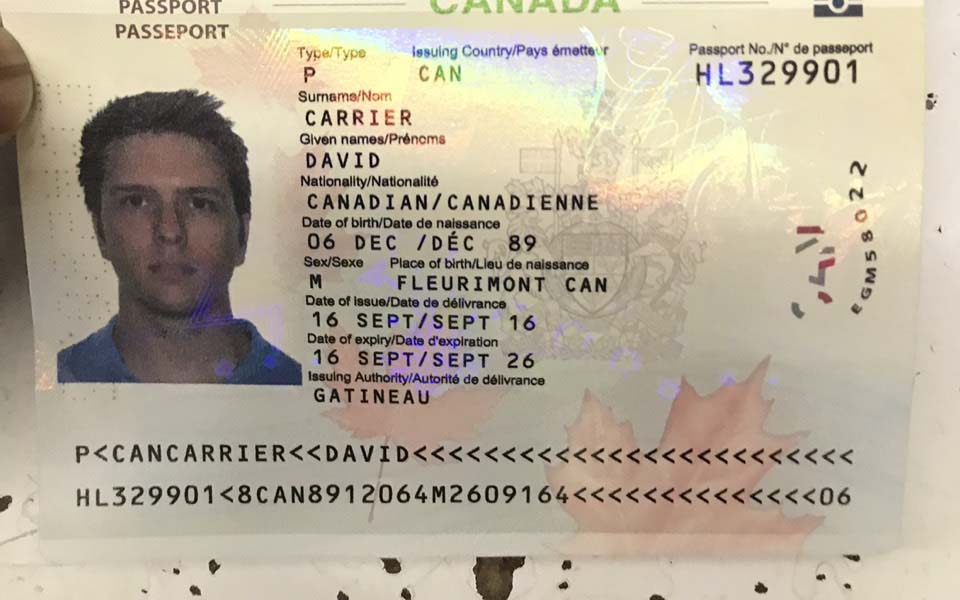 PASSPORT
PASSEPORT
CANADA
Type/Type Issuing Country/Pays émetteur Passport No./N° de passeport
P CAN HL329901
Surname/Nom
CARRIER
Given names/Prénoms
DAVID
Nationality/Nationalité
CANADIAN/CANADIENNE
Date of birth/Date de naissance
06 DEC /DÉC 89
Sex/Sexe Place of birth/Lieu de naissance
M FLEURIMONT CAN
Date of issue/Date de délivrance
16 SEPT/SEPT 16
Date of expiry/Date d'expiration
16 SEPT/SEPT 26
Issuing Authority/Autorité de délivrance
GATINEAU
eGM58022
P<CANCARRIER<<DAVID<<<<<<<<<<<<<<<<<<<<<<<<<
HL329901<8CAN8912064M2609164<<<<<<<<<<<<<<06